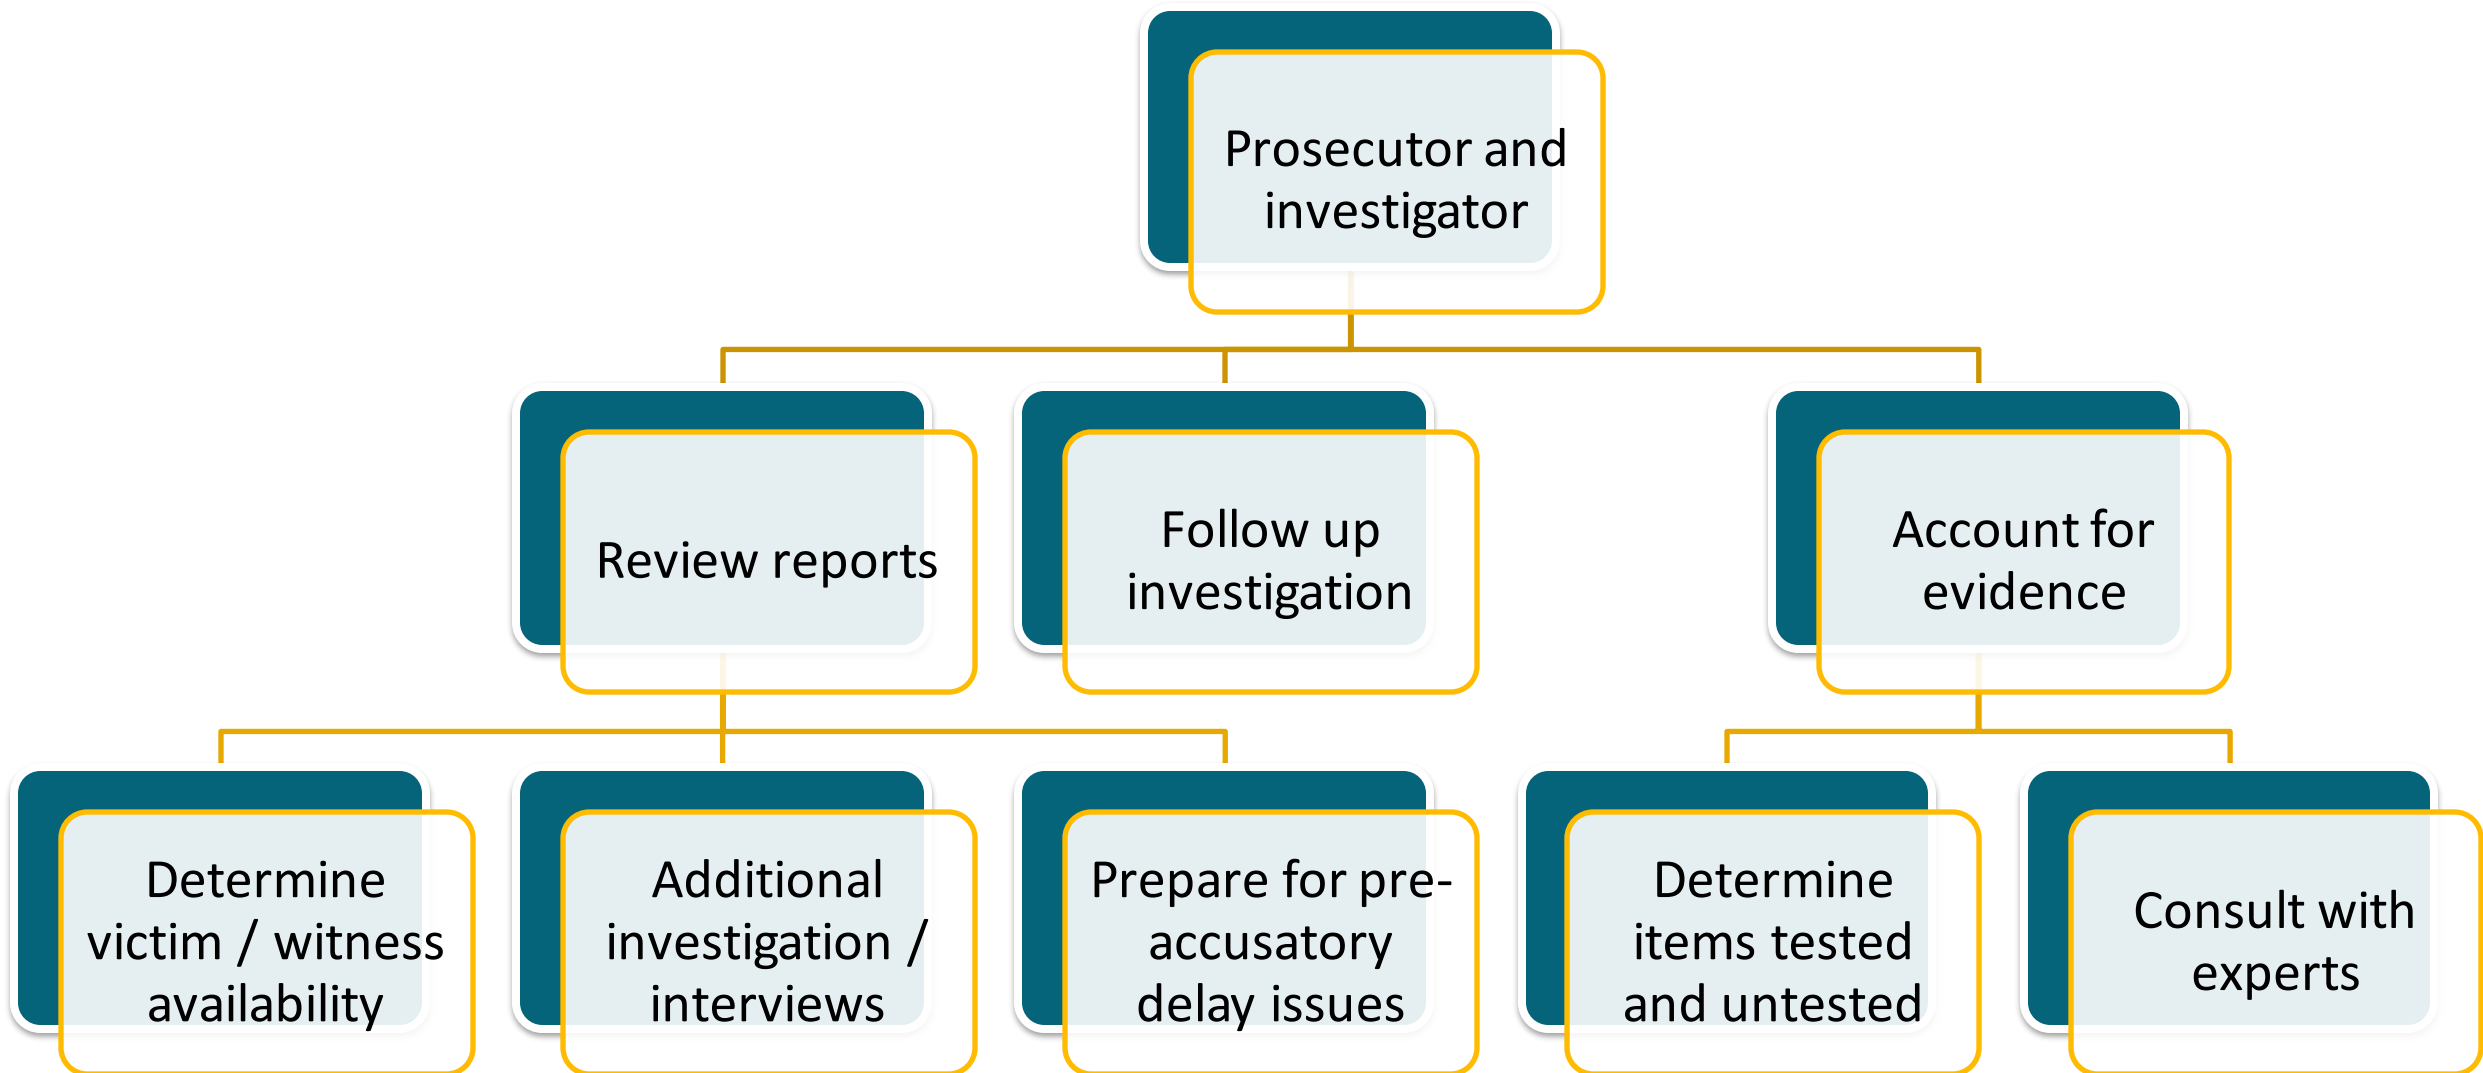 Prosecutor and
investigator
Review reports
Follow up
investigation
Account for
evidence
Determine
victim / witness
availability
Additional
investigation /
interviews
Prepare for pre-
accusatory
delay issues
Determine
items tested
and untested
Consult with
experts